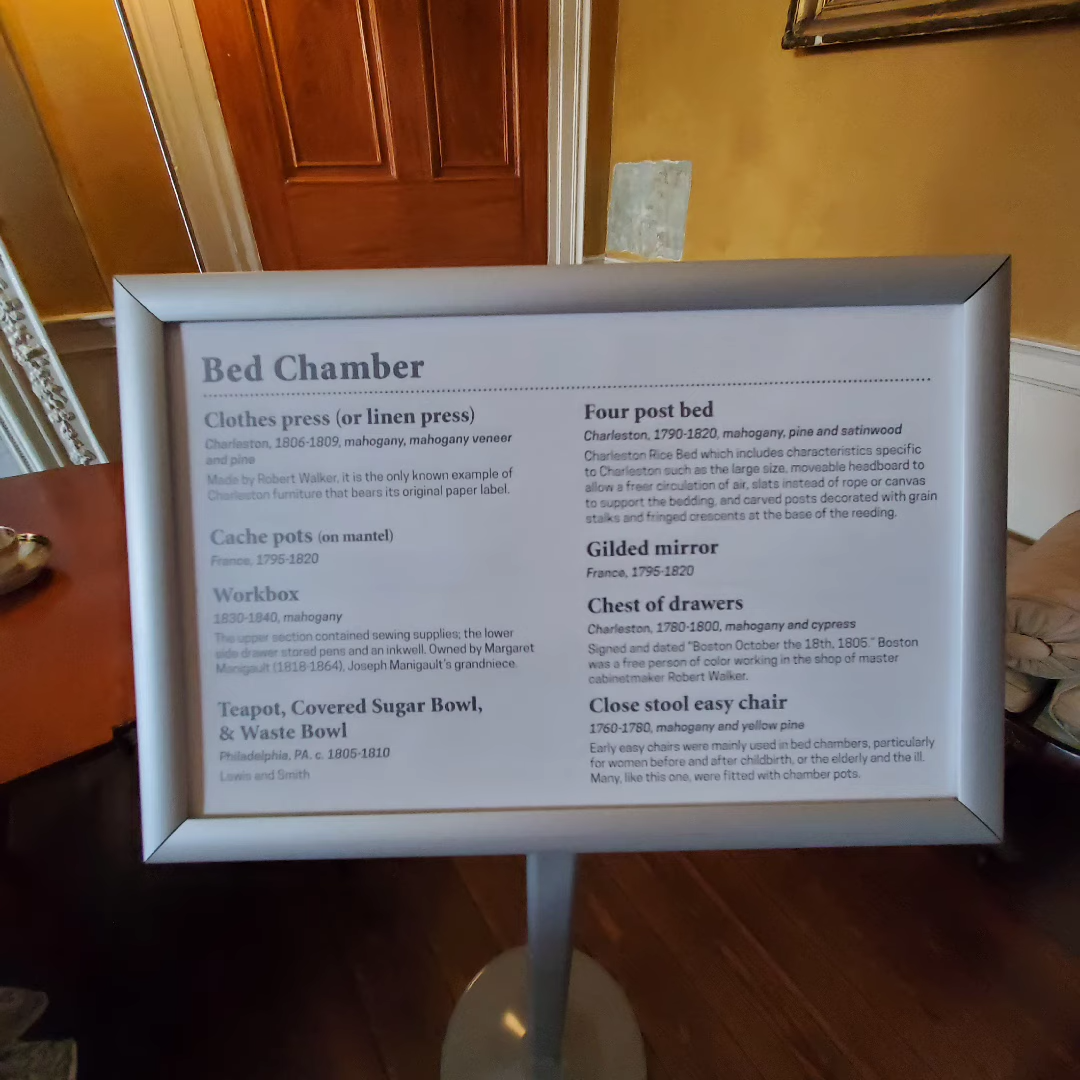 Bed Chamber
Clothes press (or linen press)
Charleston, 1806-1809, mahogany, mahogany veneer
and pine
Made by Robert Walker, it is the only known example of
Charleston furniture that bears its original paper label.
Cache pots (on mantel)
France, 1795-1820
Workbox
1830-1840, mahogany
The upper section contained sewing supplies; the lower
side drawer stored pens and an inkwell. Owned by Margaret
Manigault (1818-1864), Joseph Manigault's grandniece.
Teapot, Covered Sugar Bowl,
& Waste Bowl
Philadelphia, PA. c. 1805-1810
Lewis and Smith
Four post bed
Charleston, 1790-1820, mahogany, pine and satinwood
Charleston Rice Bed which includes characteristics specific
to Charleston such as the large size, moveable headboard to
allow a freer circulation of air, slats instead of rope or canvas
to support the bedding, and carved posts decorated with grain
stalks and fringed crescents at the base of the reeding.
Gilded mirror
France, 1795-1820
Chest of drawers
Charleston, 1780-1800, mahogany and cypress
Signed and dated "Boston October the 18th, 1805." Boston
was a free person of color working in the shop of master
cabinetmaker Robert Walker.
Close stool easy chair
1760-1780, mahogany and yellow pine
Early easy chairs were mainly used in bed chambers, particularly
for women before and after childbirth, or the elderly and the ill.
Many, like this one, were fitted with chamber pots.